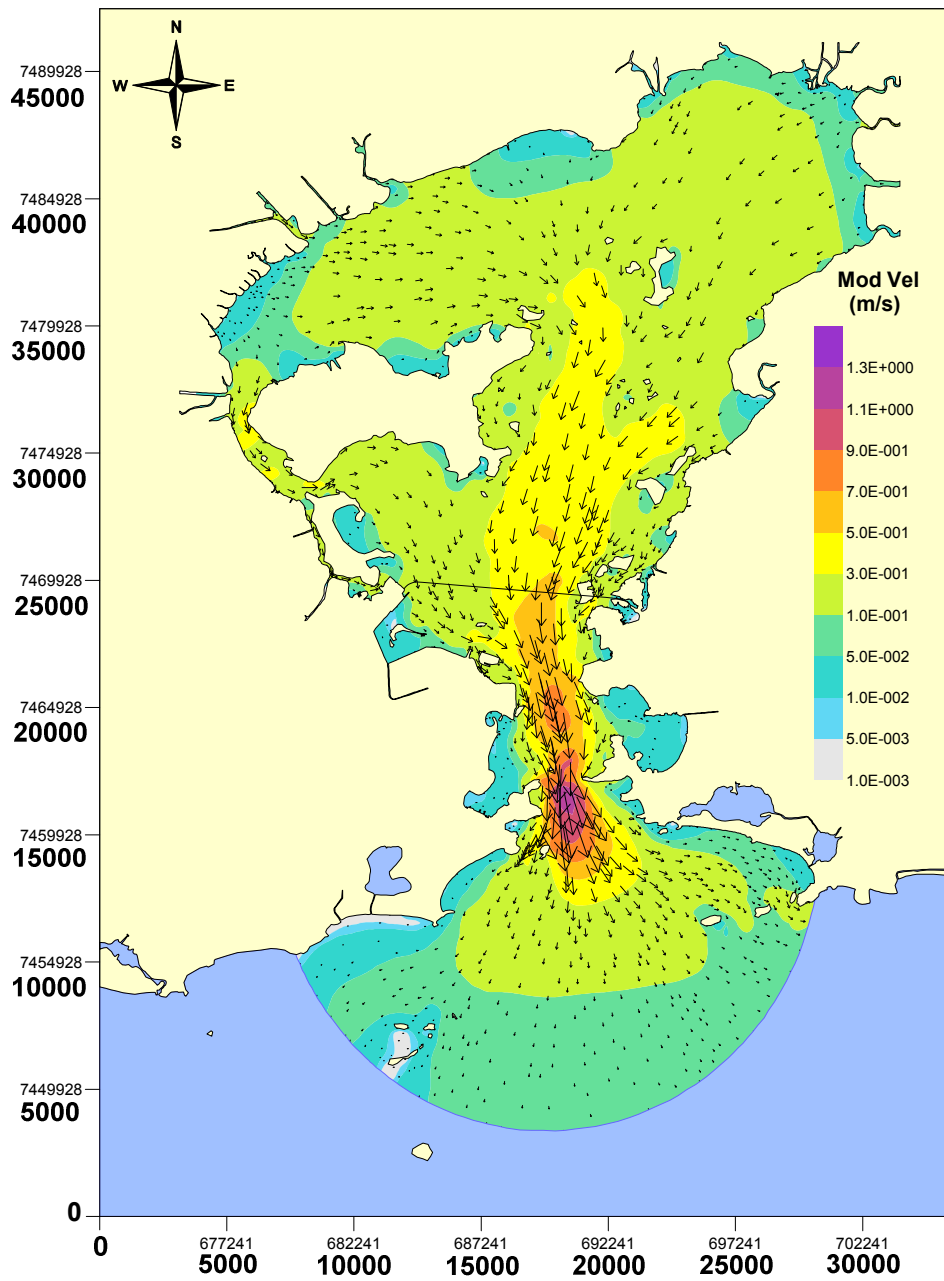 N
W E
S
7489928
45000
7484928
40000
7479928
35000
7474928
30000
7469928
25000
7464928
20000
7459928
15000
7454928
10000
7449928
5000
0
Mod Vel
(m/s)
1.3E+000
1.1E+000
9.0E-001
7.0E-001
5.0E-001
3.0E-001
1.0E-001
5.0E-002
1.0E-002
5.0E-003
1.0E-003
677241 682241 687241 692241 697241 702241
0 5000 10000 15000 20000 25000 30000